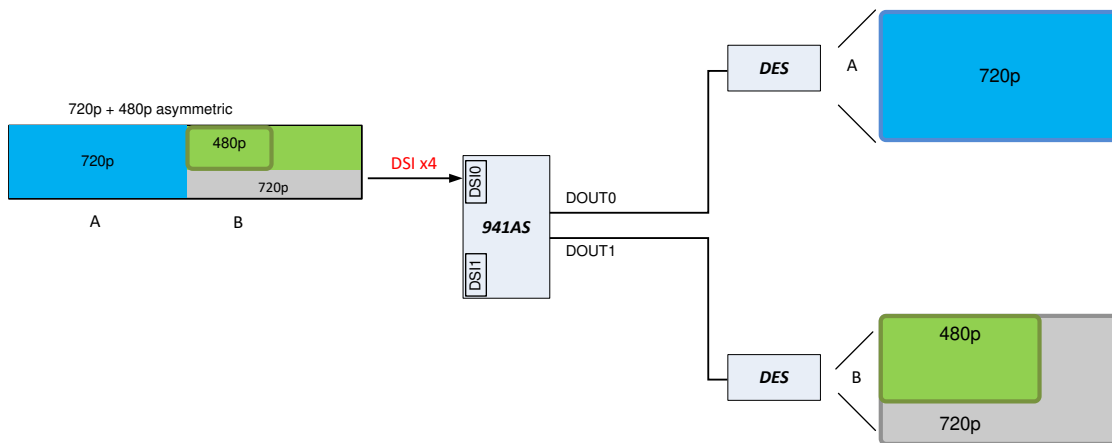 720p + 480p asymmetric
720p
480p
720p
A
B
DSI x4
DSI0
941AS
DSI1
DOUT0
DOUT1
DES
A
720p
DES
B
480p
720p